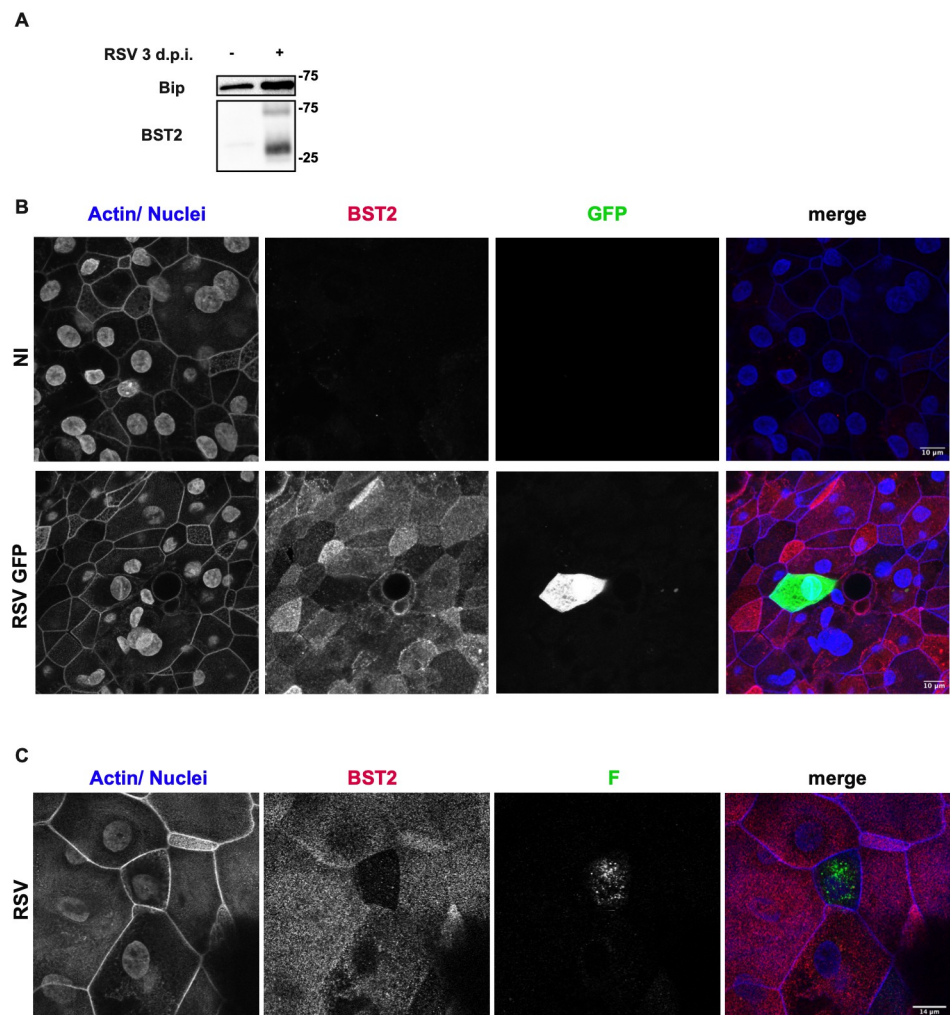 A
RSV 3 d.p.i. - +
Bip -75
-75
BST2
-25
B
Actin/ Nuclei BST2 GFP merge
NI
10 µm
RSV GFP
10 µm
C
Actin/ Nuclei BST2 F merge
RSV
14 µm